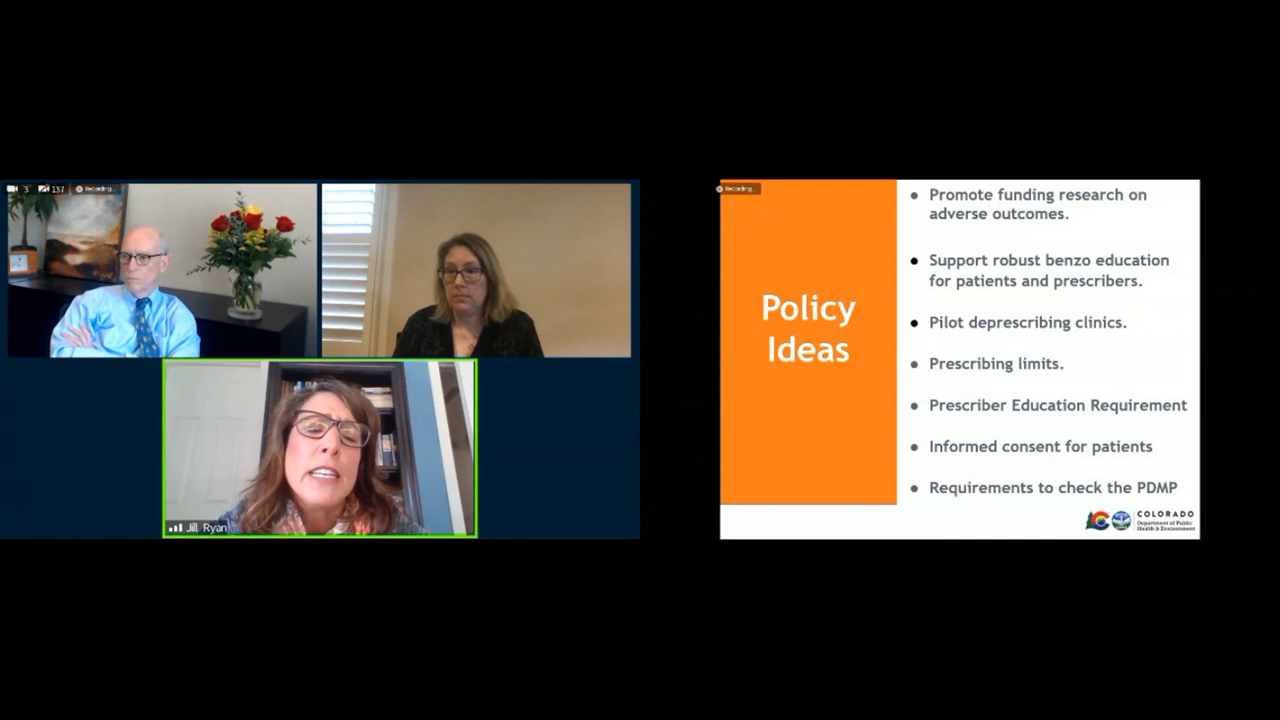 3 137 Recording...
Jill Ryan
Recording...
Policy
Ideas
Promote funding research on
adverse outcomes.
Support robust benzo education
for patients and prescribers.
Pilot deprescribing clinics.
Prescribing limits.
Prescriber Education Requirement
Informed consent for patients
Requirements to check the PDMP
COLORADO
Department of Public
Health & Environment